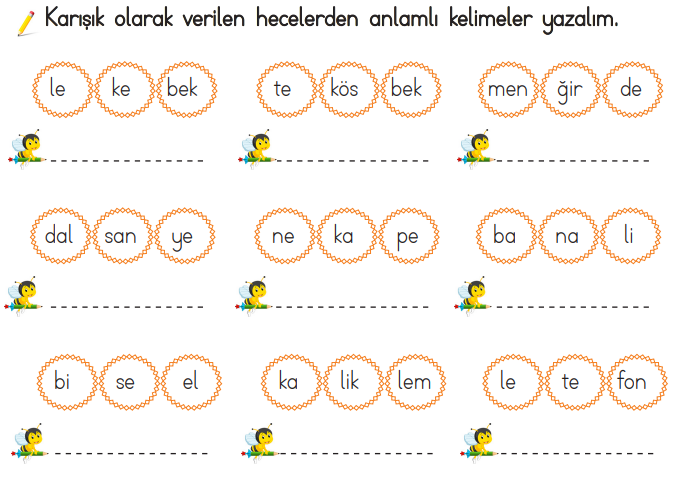 Karışık olarak verilen hecelerden anlamlı kelimeler yazalım.
le ke bek te kös bek men ğir de
dal san ye ne ka pe ba na li
bi se el ka lik lem le te fon